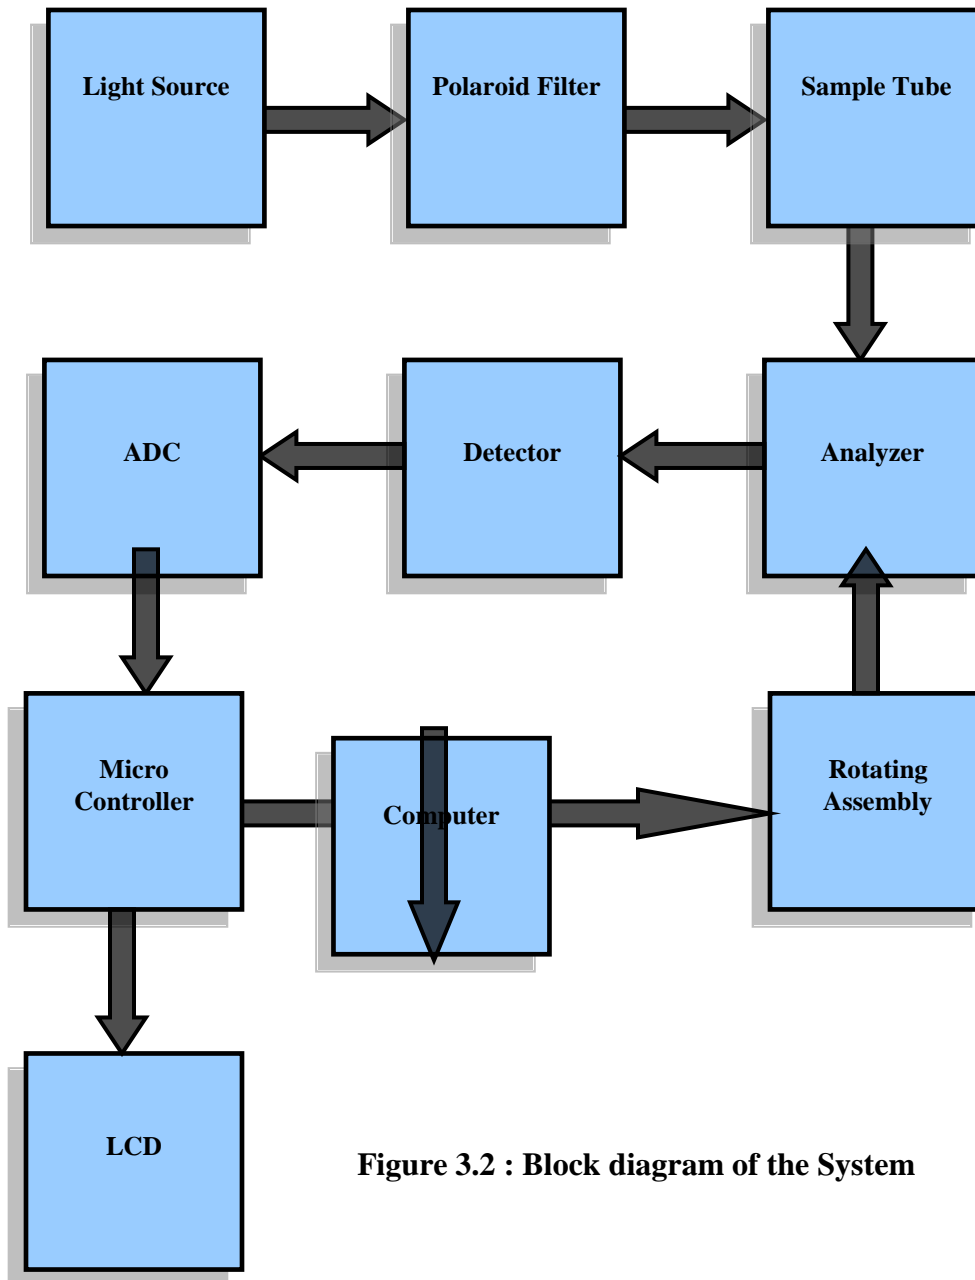 Light Source
Polaroid Filter
Sample Tube
ADC
Detector
Analyzer
Micro
Controller
Computer
Rotating
Assembly
LCD
Figure 3.2 : Block diagram of the System